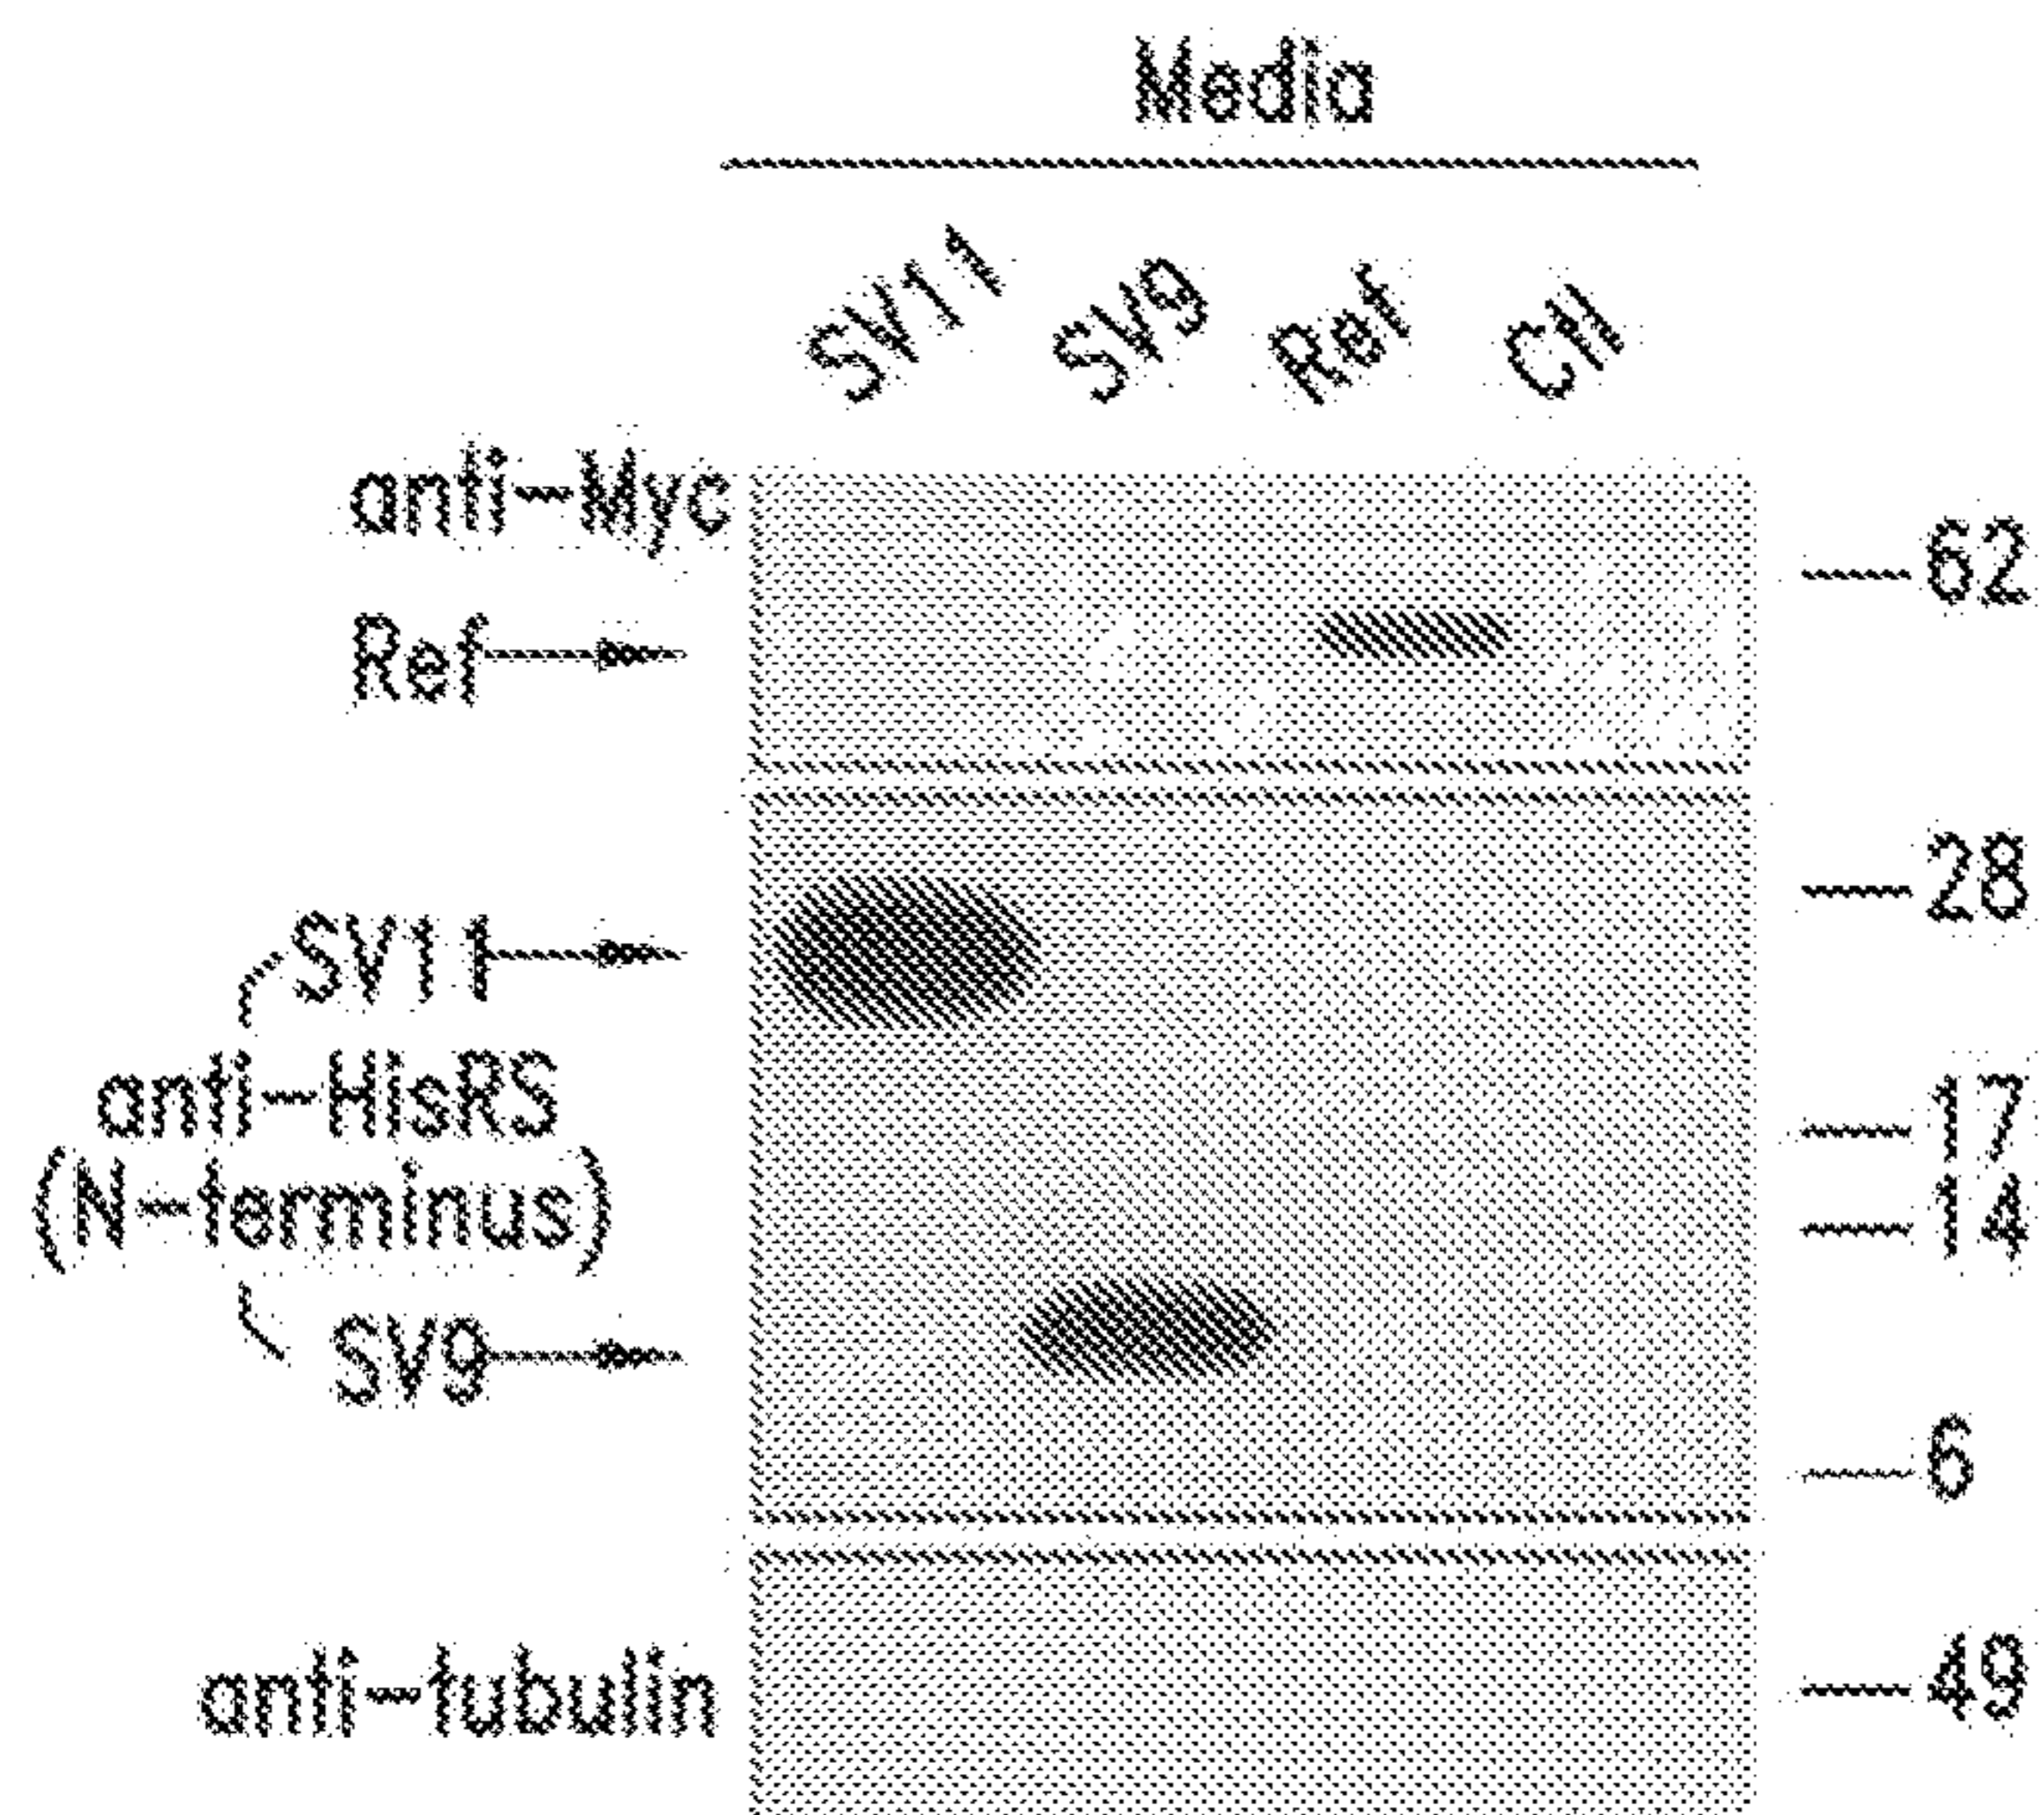 Media
SV11 SV9 Ref Ctl
anti-Myc
62
Ref
28
SV11
anti-HisRS
17
(N-terminus)
14
SV9
6
anti-tubulin
49